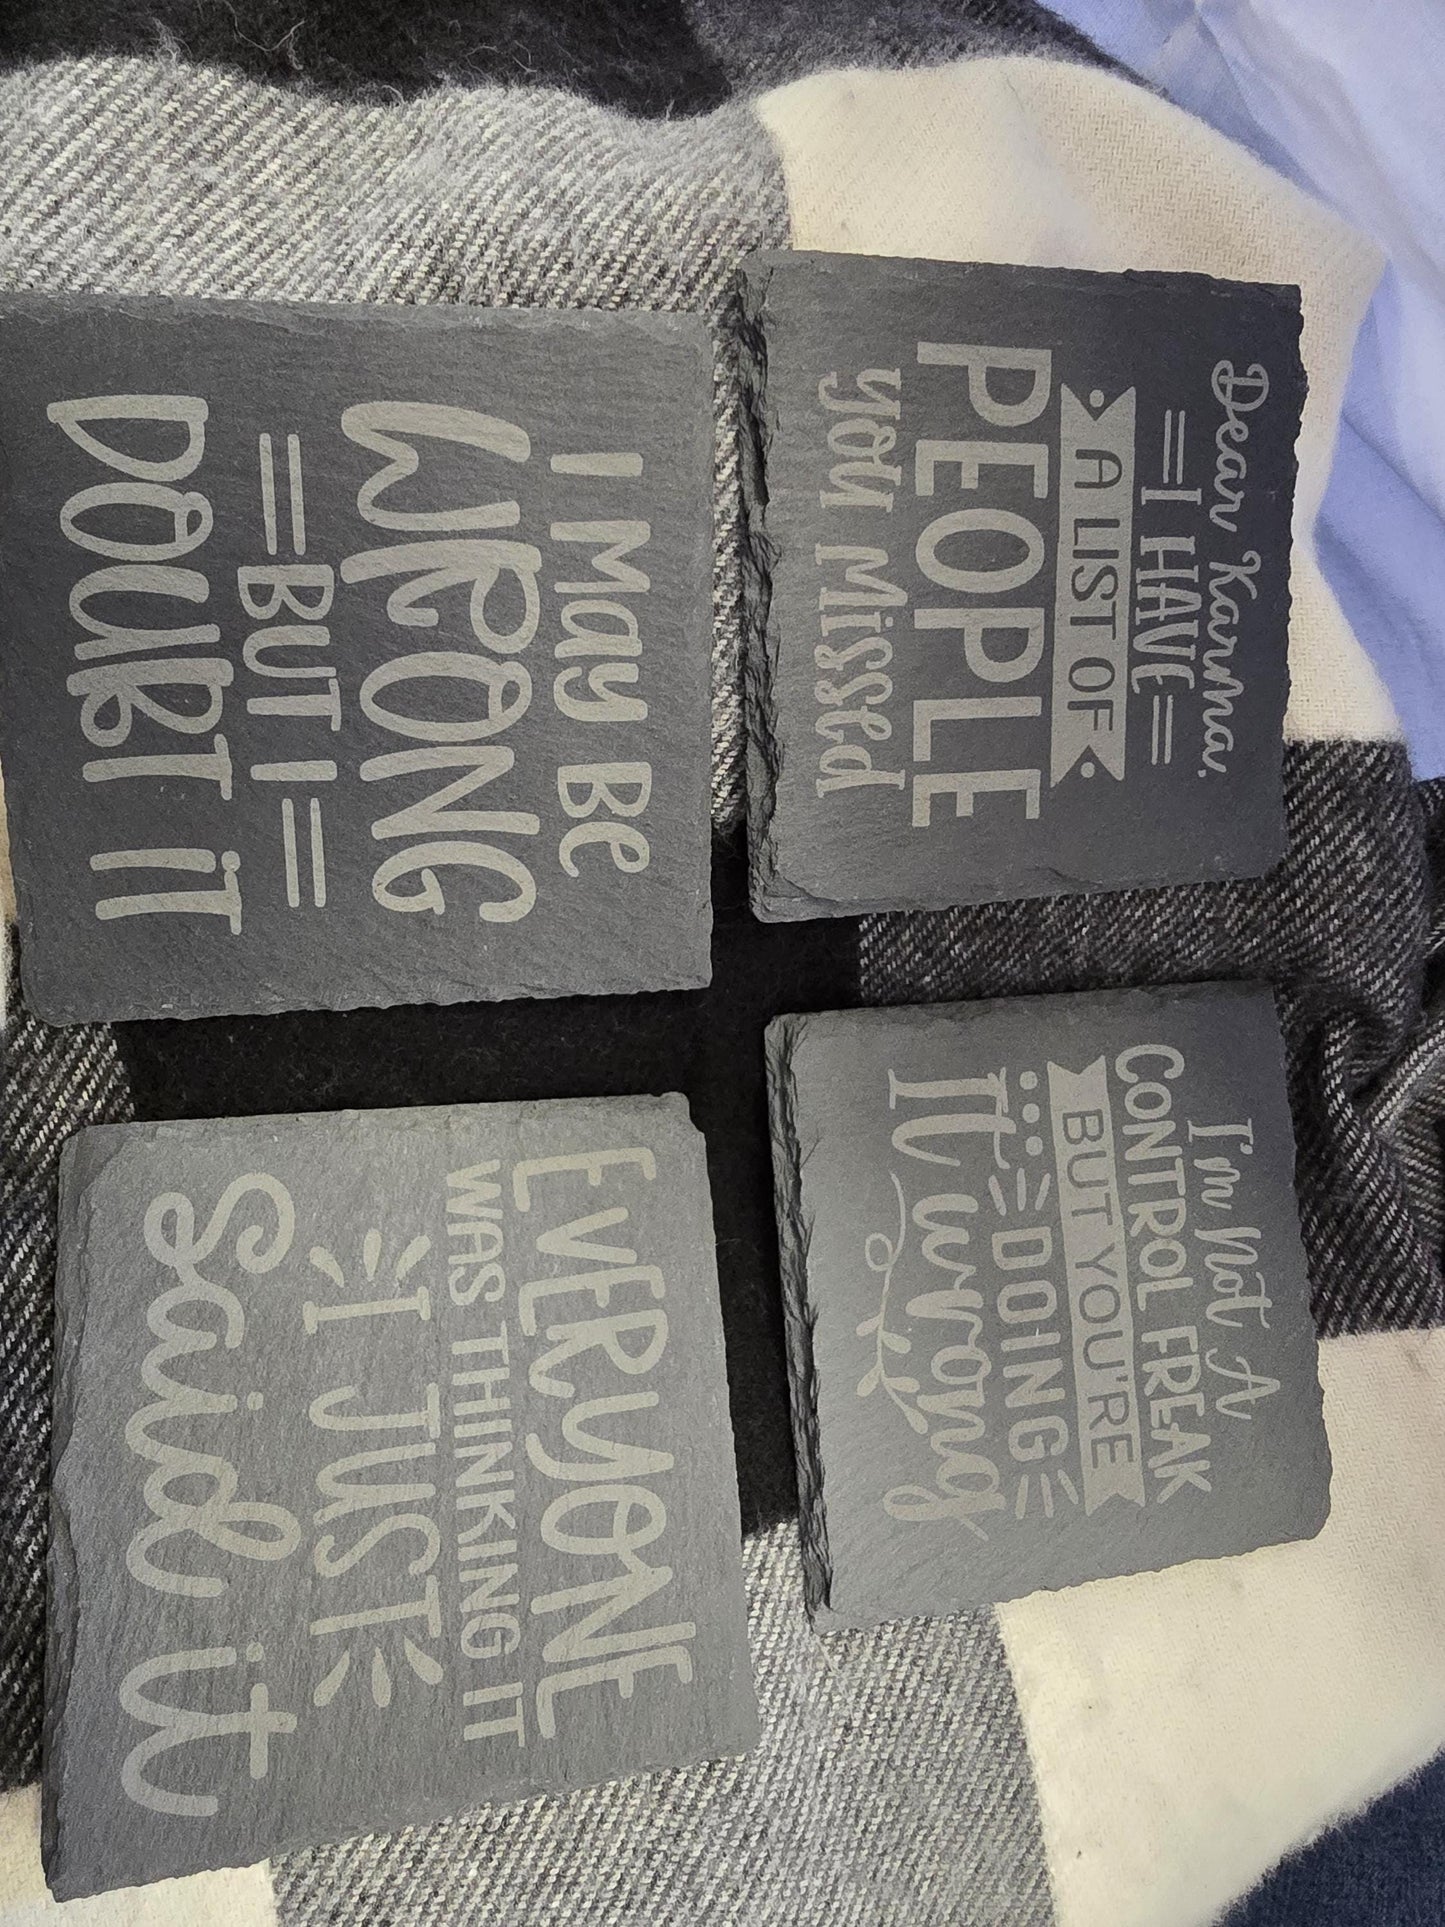 Dear Karma,
I HAVE
A LIST OF
PEOPLE
you Missed
I'm Not A
CONTROL FREAK
BUT YOU'RE
DOING
IT wrong
I May Be
WRONG
BUT I
DOUBT IT
EVERYONE
WAS THINKING IT
I JUST
Said it